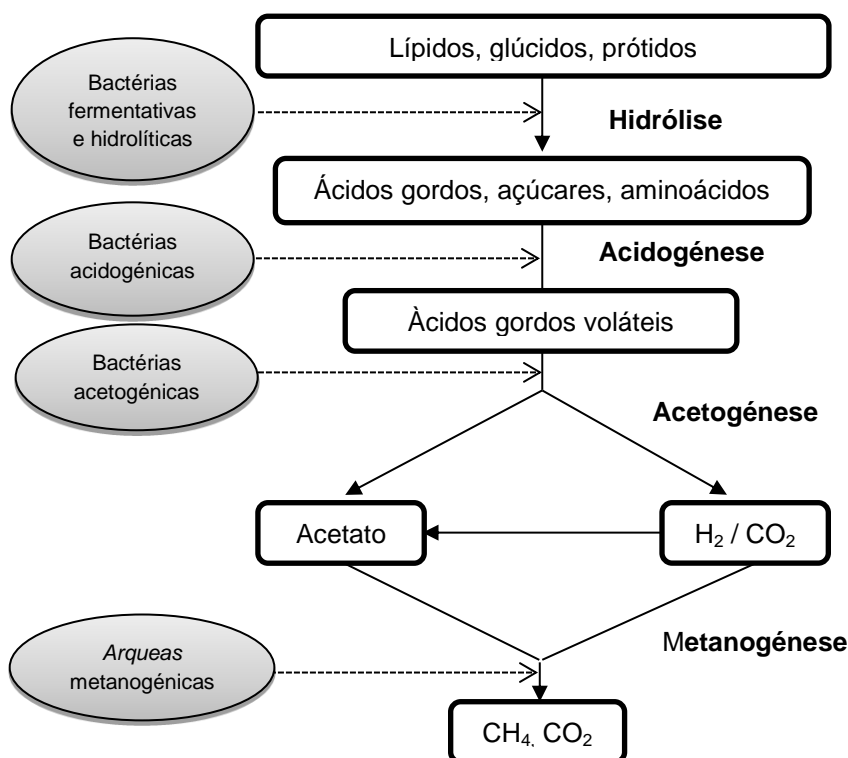 Lípidos, glúcidos, prótidos
Bactérias
fermentativas
e hidrolíticas
Hidrólise
Ácidos gordos, açúcares, aminoácidos
Bactérias
acidogénicas
Acidogénese
Àcidos gordos voláteis
Bactérias
acetogénicas
Acetogénese
Acetato
H₂ / CO₂
Metanogénese
Arqueas
metanogénicas
CH₄, CO₂